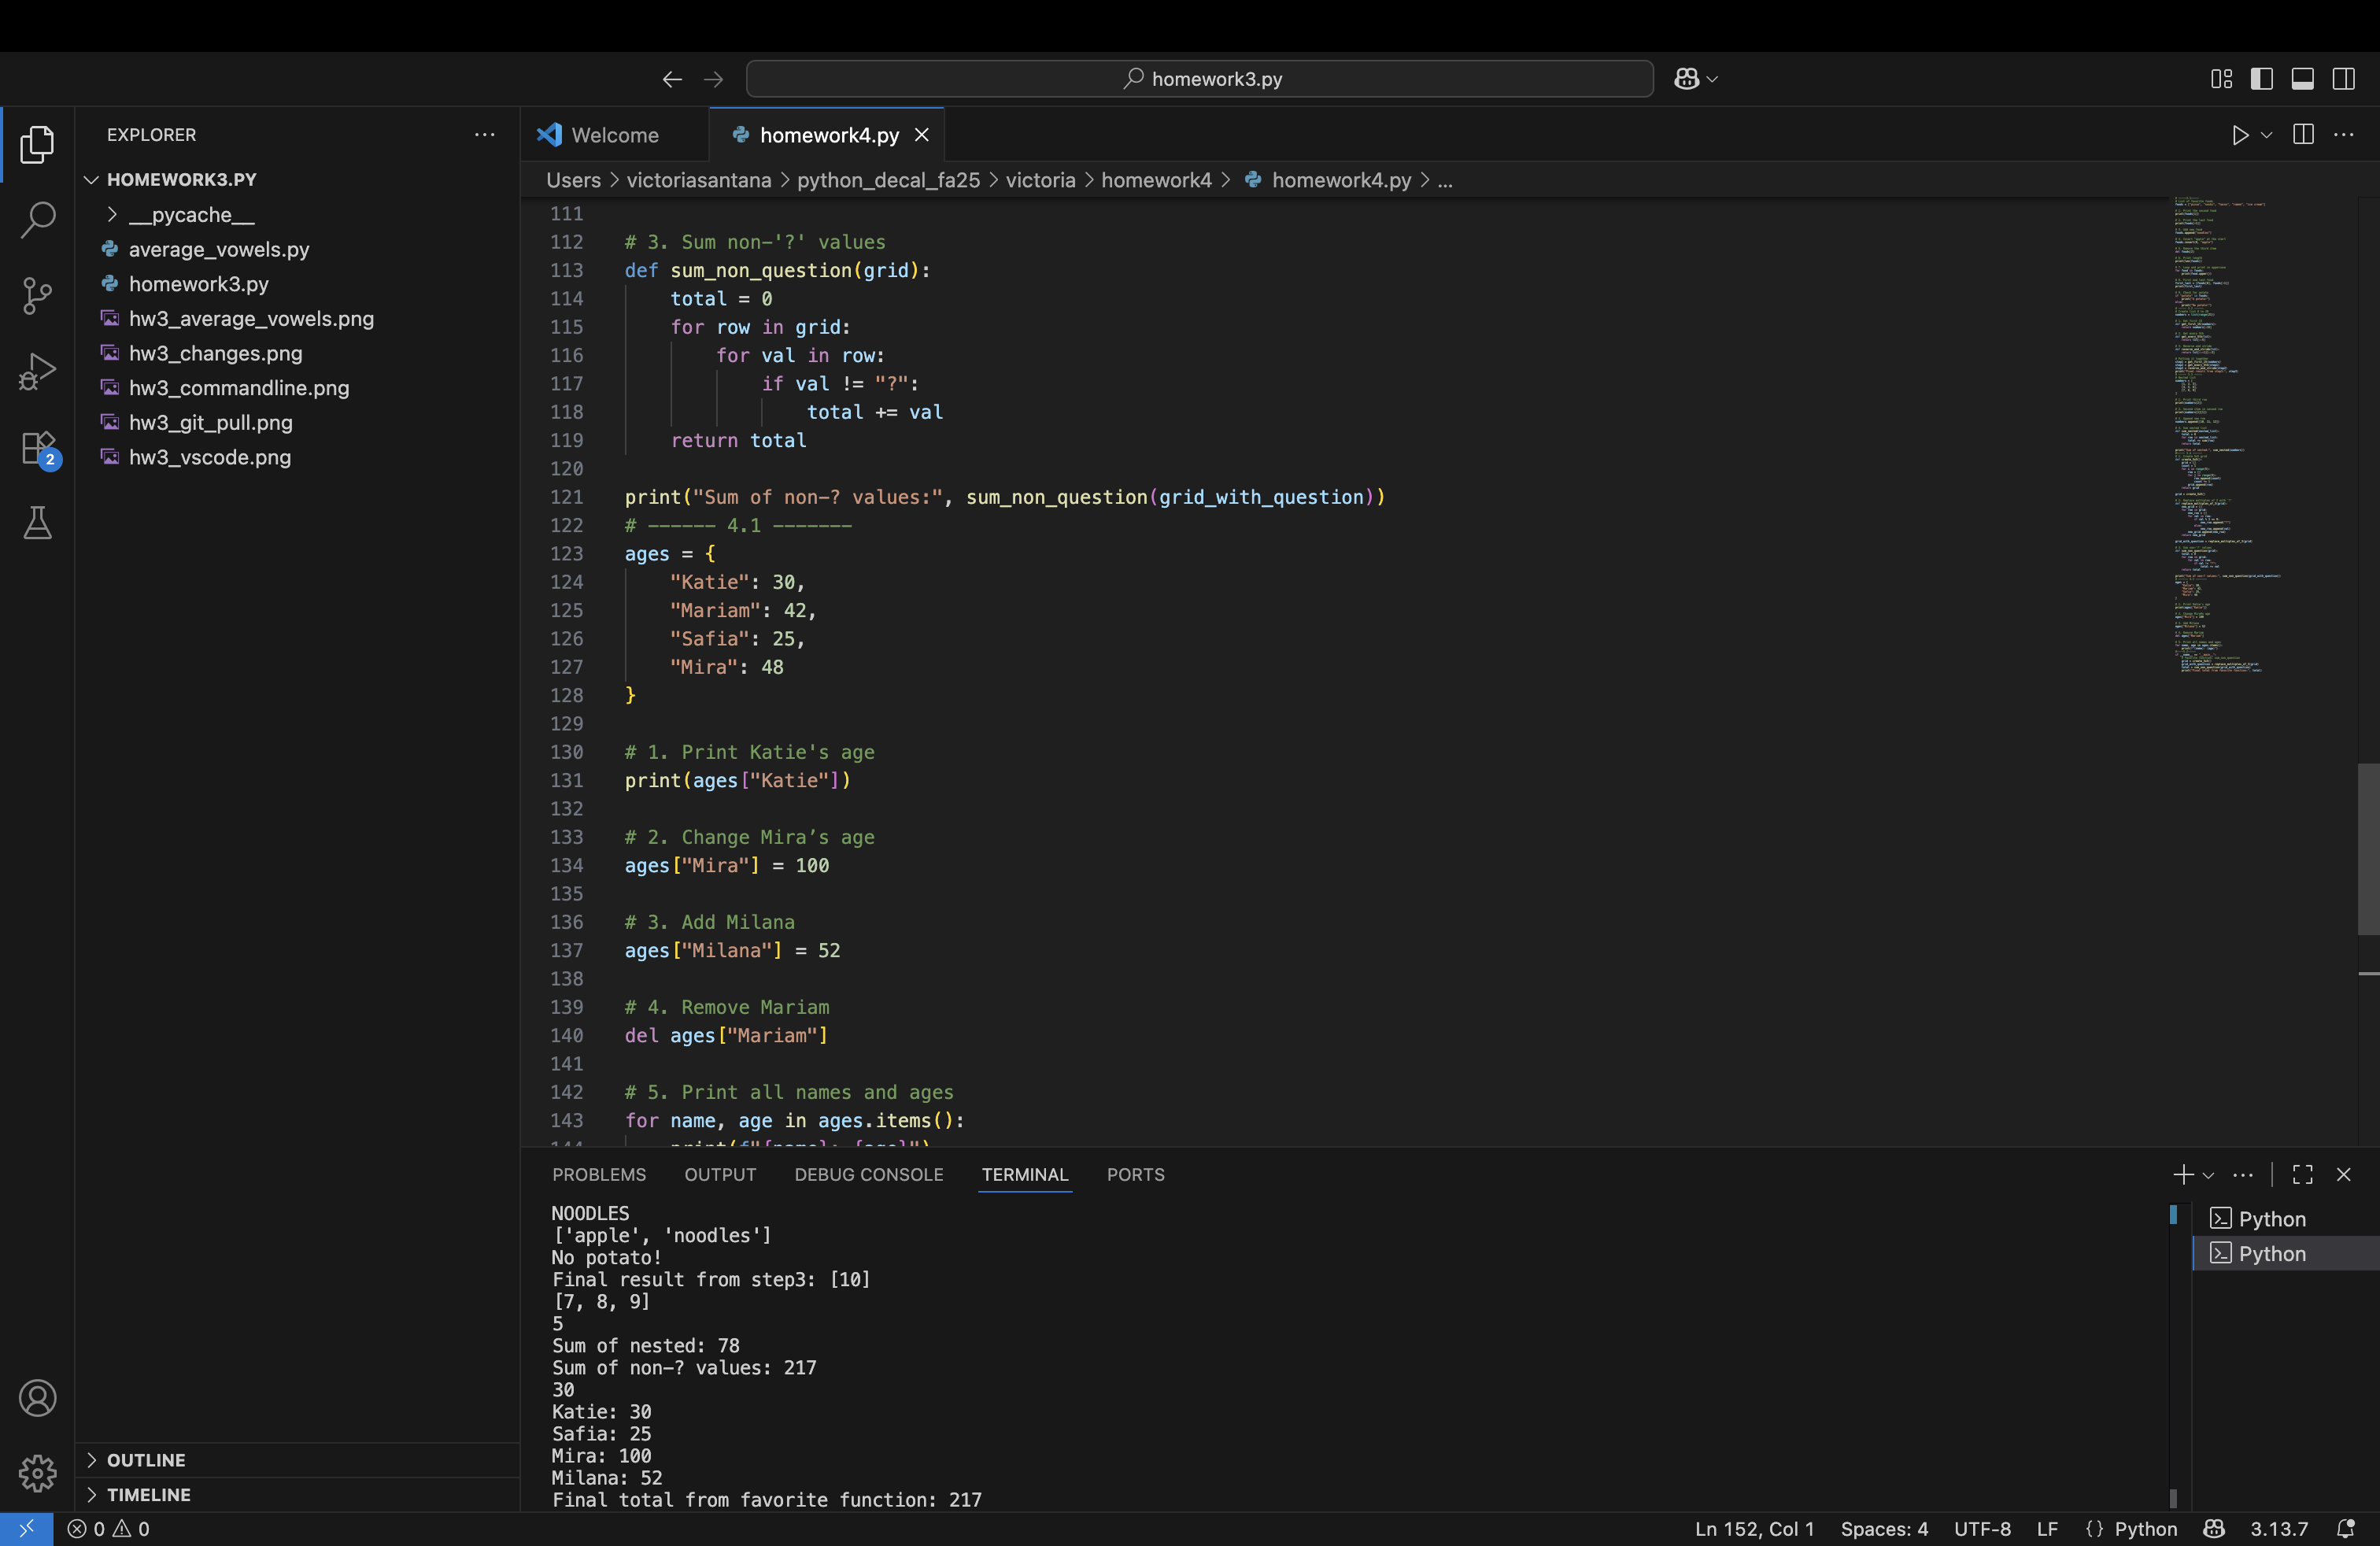 homework3.py
EXPLORER
HOMEWORK3.PY
__pycache__
average_vowels.py
homework3.py
hw3_average_vowels.png
hw3_changes.png
hw3_commandline.png
hw3_git_pull.png
hw3_vscode.png
2
OUTLINE
TIMELINE
Welcome
homework4.py
Users > victoriasantana > python_decal_fa25 > victoria > homework4 > homework4.py > ...
111
112 # 3. Sum non-'?' values
113 def sum_non_question(grid):
114 total = 0
115 for row in grid:
116 for val in row:
117 if val != "?":
118 total += val
119 return total
120
121 print("Sum of non-? values:", sum_non_question(grid_with_question))
122 # ------ 4.1 -------
123 ages = {
124 "Katie": 30,
125 "Mariam": 42,
126 "Safia": 25,
127 "Mira": 48
128 }
129
130 # 1. Print Katie's age
131 print(ages["Katie"])
132
133 # 2. Change Mira’s age
134 ages["Mira"] = 100
135
136 # 3. Add Milana
137 ages["Milana"] = 52
138
139 # 4. Remove Mariam
140 del ages["Mariam"]
141
142 # 5. Print all names and ages
143 for name, age in ages.items():
144 print(f"{name}: {age}")
PROBLEMS OUTPUT DEBUG CONSOLE TERMINAL PORTS
NOODLES
['apple', 'noodles']
No potato!
Final result from step3: [10]
[7, 8, 9]
5
Sum of nested: 78
Sum of non-? values: 217
30
Katie: 30
Safia: 25
Mira: 100
Milana: 52
Final total from favorite function: 217
Python
Python
0 0
Ln 152, Col 1 Spaces: 4 UTF-8 LF {} Python 3.13.7